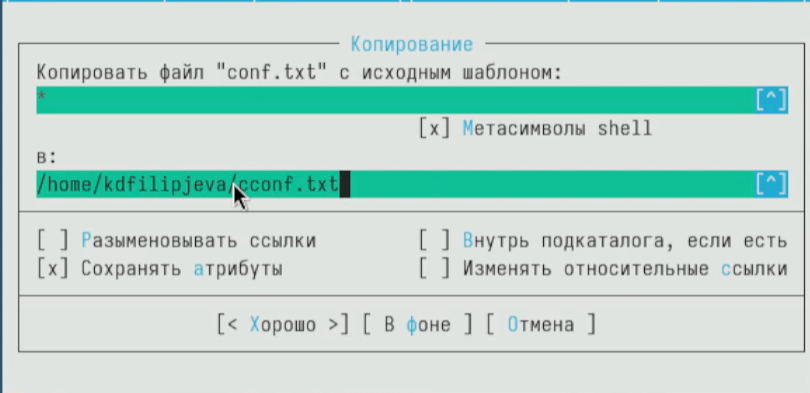 Копирование
Копировать файл "conf.txt" с исходным шаблоном:
* [^]
[x] Метасимволы shell
в:
/home/kdfilipjeva/cconf.txt [^]
[ ] Разыменовывать ссылки [ ] Внутрь подкаталога, если есть
[x] Сохранять атрибуты [ ] Изменять относительные ссылки
[< Хорошо >] [ В фоне ] [ Отмена ]